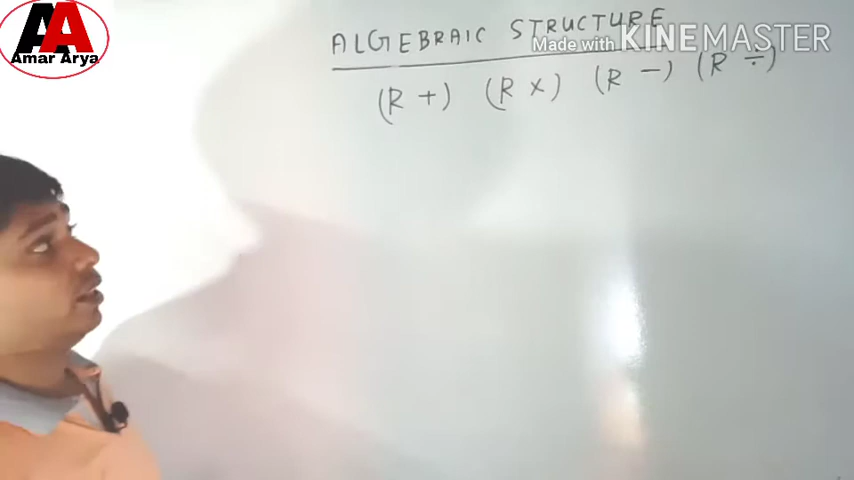 AA
Amar Arya
ALGEBRAIC STRUCTURE
Made with KINEMASTER
(R +) (R ×) (R −) (R ÷)